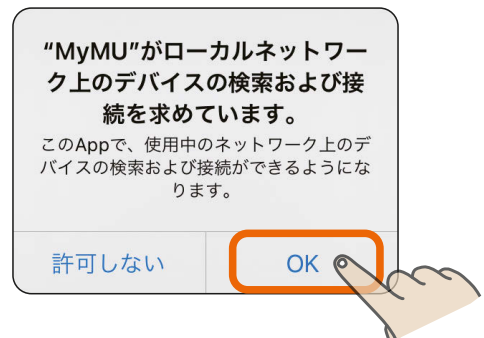 “MyMU”がローカルネットワー
ク上のデバイスの検索および接
続を求めています。
このAppで、使用中のネットワーク上のデ
バイスの検索および接続ができるようにな
ります。
許可しない
OK